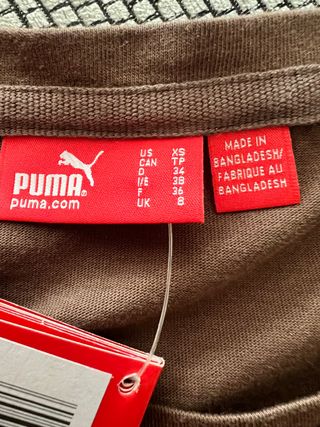 PUMA
puma.com
US XS
CAN TP
D 34
I/E 38
F 36
UK 8
MADE IN
BANGLADESH/
FABRIQUE AU
BANGLADESH